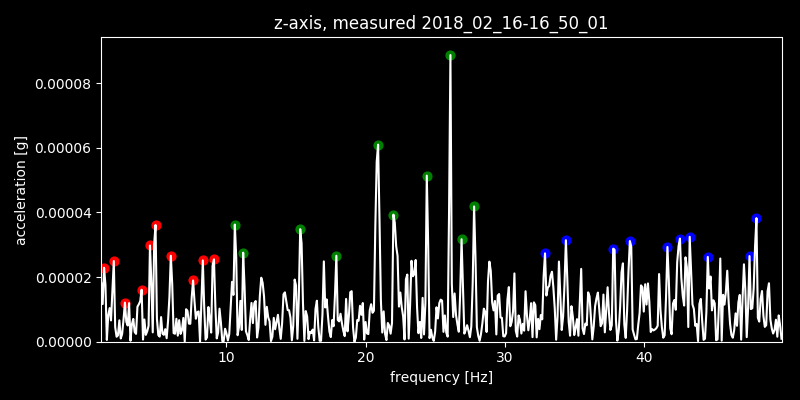 z-axis, measured 2018_02_16-16_50_01
0.00008
0.00006
0.00004
0.00002
0.00000
acceleration [g]
10 20 30 40
frequency [Hz]